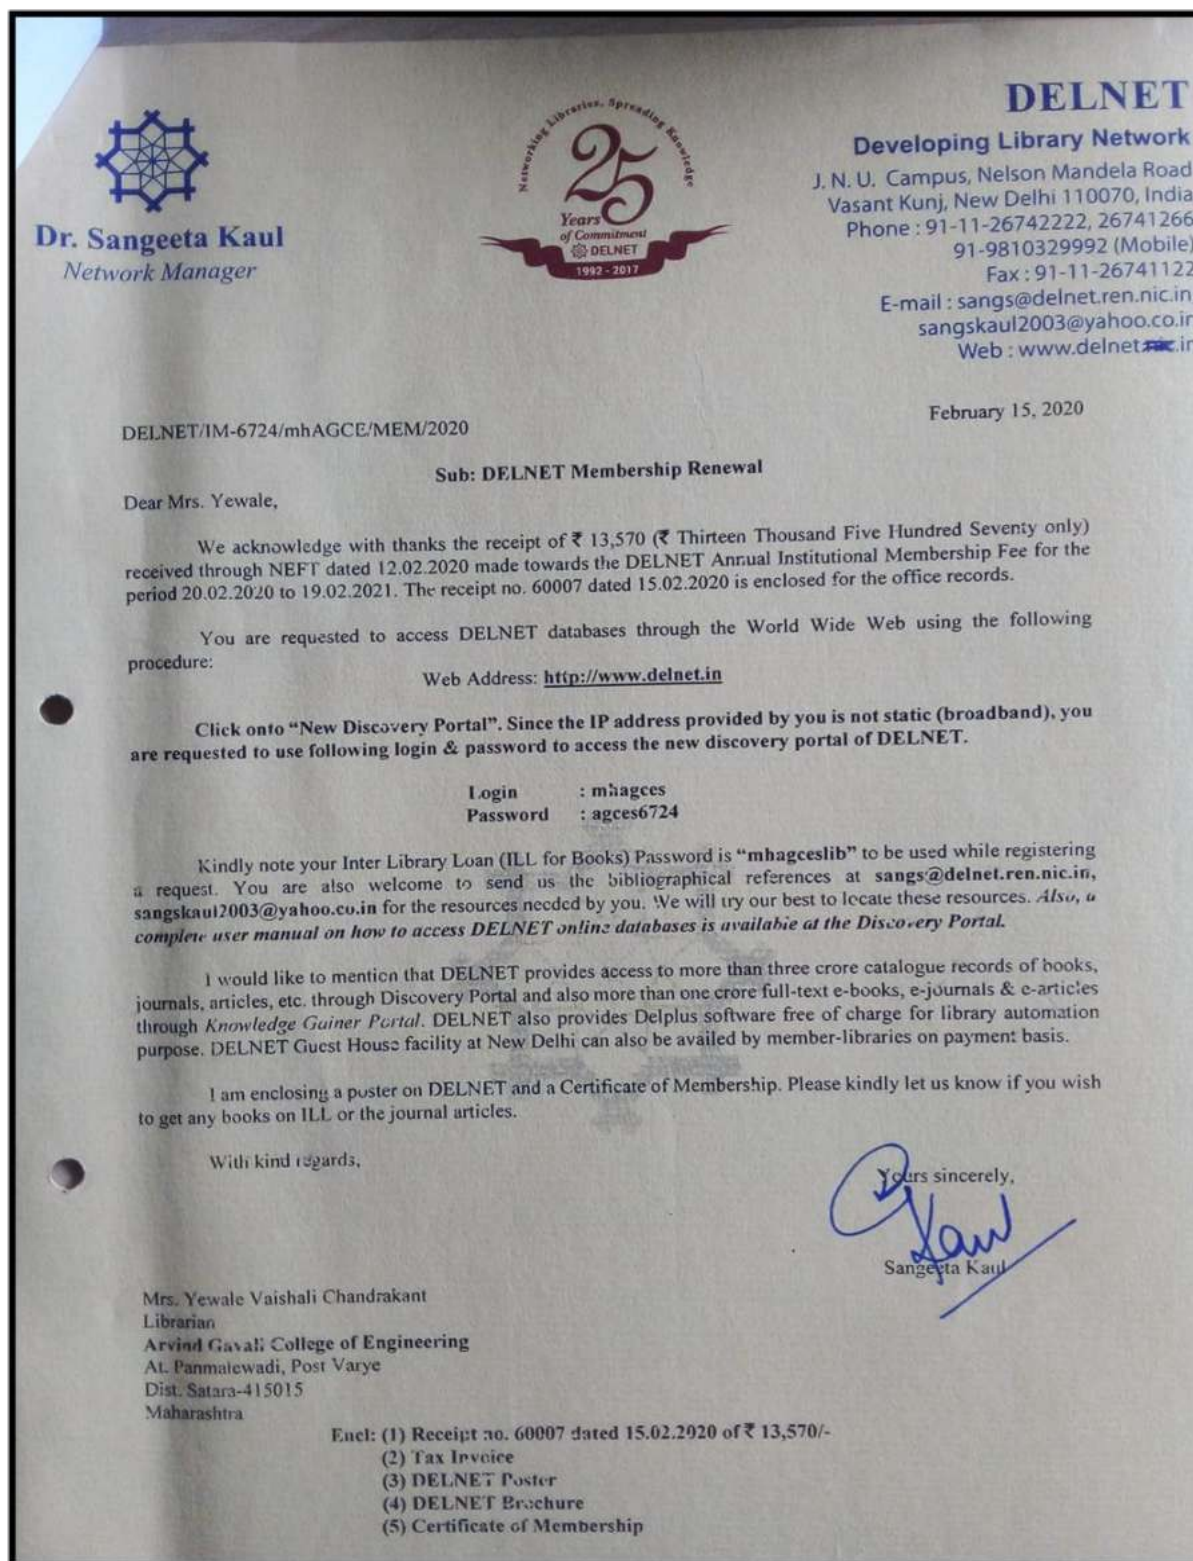 DELNET
Developing Library Network
J. N. U. Campus, Nelson Mandela Road
Vasant Kunj, New Delhi 110070, India
Phone : 91-11-26742222, 26741266
91-9810329992 (Mobile)
Fax : 91-11-26741122
E-mail : sangs@delnet.ren.nic.in
sangskaul2003@yahoo.co.in
Web : www.delnet.nic.in
Dr. Sangeeta Kaul
Network Manager
Networking Libraries, Spreading Knowledge
25
Years
of Commitment
DELNET
1992 - 2017
February 15, 2020
DELNET/IM-6724/mhAGCE/MEM/2020
Sub: DELNET Membership Renewal
Dear Mrs. Yewale,
We acknowledge with thanks the receipt of ₹ 13,570 (₹ Thirteen Thousand Five Hundred Seventy only)
received through NEFT dated 12.02.2020 made towards the DELNET Annual Institutional Membership Fee for the
period 20.02.2020 to 19.02.2021. The receipt no. 60007 dated 15.02.2020 is enclosed for the office records.
You are requested to access DELNET databases through the World Wide Web using the following
procedure:
Web Address: http://www.delnet.in
Click onto “New Discovery Portal”. Since the IP address provided by you is not static (broadband), you
are requested to use following login & password to access the new discovery portal of DELNET.
Login : mhagces
Password : agces6724
Kindly note your Inter Library Loan (ILL for Books) Password is “mhagceslib” to be used while registering
a request. You are also welcome to send us the bibliographical references at sangs@delnet.ren.nic.in,
sangskaul2003@yahoo.co.in for the resources needed by you. We will try our best to locate these resources. Also, a
complete user manual on how to access DELNET online databases is available at the Discovery Portal.
I would like to mention that DELNET provides access to more than three crore catalogue records of books,
journals, articles, etc. through Discovery Portal and also more than one crore full-text e-books, e-journals & e-articles
through Knowledge Gainer Portal. DELNET also provides Delplus software free of charge for library automation
purpose. DELNET Guest House facility at New Delhi can also be availed by member-libraries on payment basis.
I am enclosing a poster on DELNET and a Certificate of Membership. Please kindly let us know if you wish
to get any books on ILL or the journal articles.
With kind regards,
Yours sincerely,
Kaul
Sangeeta Kaul
Mrs. Yewale Vaishali Chandrakant
Librarian
Arvind Gavali College of Engineering
At. Panmalewadi, Post Varye
Dist. Satara-415015
Maharashtra
Encl: (1) Receipt no. 60007 dated 15.02.2020 of ₹ 13,570/-
(2) Tax Invoice
(3) DELNET Poster
(4) DELNET Brochure
(5) Certificate of Membership